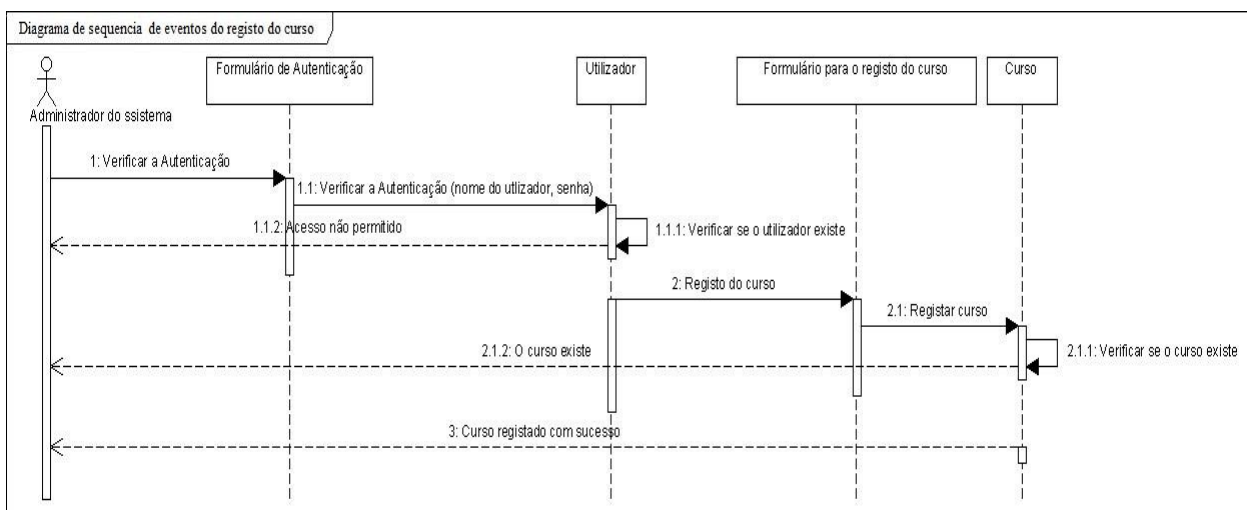 Diagrama de sequencia de eventos do registo do curso
Formulário de Autenticação
Utilizador
Formulário para o registo do curso
Curso
Administrador do ssistema
1: Verificar a Autenticação
1.1: Verificar a Autenticação (nome do utlizador, senha)
1.1.2: Acesso não permitido
1.1.1: Verificar se o utilizador existe
2: Registo do curso
2.1: Registar curso
2.1.2: O curso existe
2.1.1: Verificar se o curso existe
3: Curso registado com sucesso